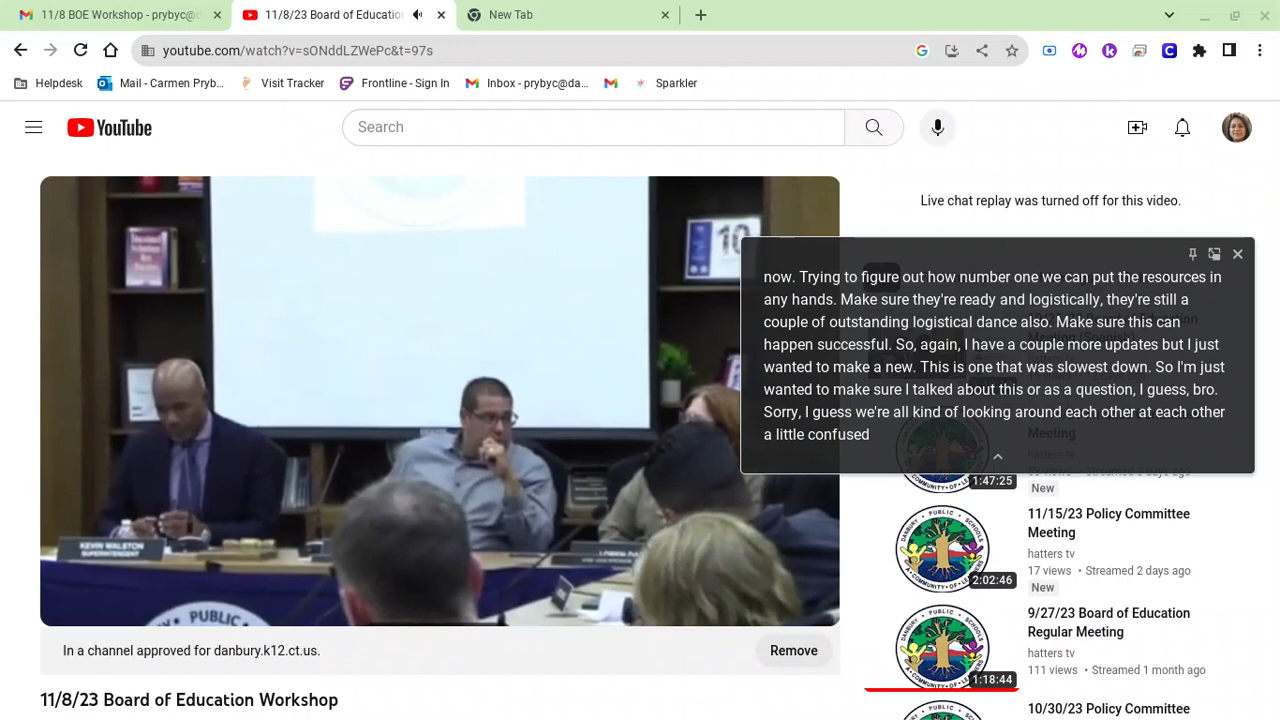 11/8 BOE Workshop - prybyc@d
11/8/23 Board of Education
New Tab
youtube.com/watch?v=sONddLZWePc&t=97s
Helpdesk
Mail - Carmen Pryb...
Visit Tracker
Frontline - Sign In
Inbox - prybyc@da...
Sparkler
YouTube
Search
Live chat replay was turned off for this video.
10
now. Trying to figure out how number one we can put the resources in
any hands. Make sure they're ready and logistically, they're still a
couple of outstanding logistical dance also. Make sure this can
happen successful. So, again, I have a couple more updates but I just
wanted to make a new. This is one that was slowest down. So I'm just
wanted to make sure I talked about this or as a question, I guess, bro.
Sorry, I guess we're all kind of looking around each other at each other
a little confused
Meeting
hatters tv
1:47:25
New
KEVIN WALSTON
SUPERINTENDENT
PUBLIC
11/15/23 Policy Committee
Meeting
hatters tv
17 views • Streamed 2 days ago
2:02:46
New
9/27/23 Board of Education
Regular Meeting
hatters tv
111 views • Streamed 1 month ago
1:18:44
10/30/23 Policy Committee
In a channel approved for danbury.k12.ct.us.
Remove
11/8/23 Board of Education Workshop